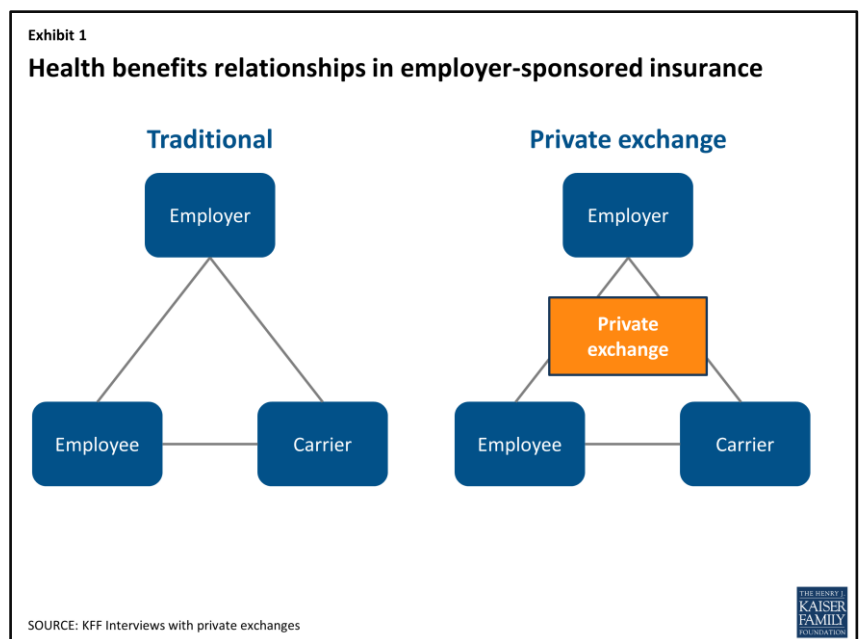 Exhibit 1
Health benefits relationships in employer-sponsored insurance
Traditional
Employer
Employee
Carrier
Private exchange
Employer
Private
exchange
Employee
Carrier
SOURCE: KFF Interviews with private exchanges
THE HENRY J.
KAISER
FAMILY
FOUNDATION